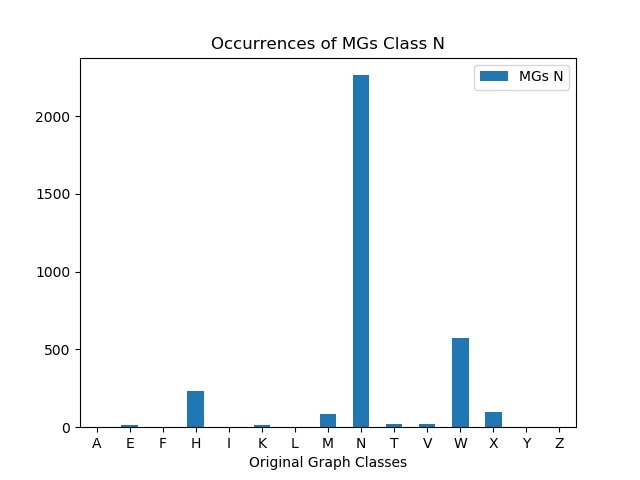 Occurrences of MGs Class N
MGs N
2000
1500
1000
500
0
A E F H I K L M N T V W X Y Z
Original Graph Classes